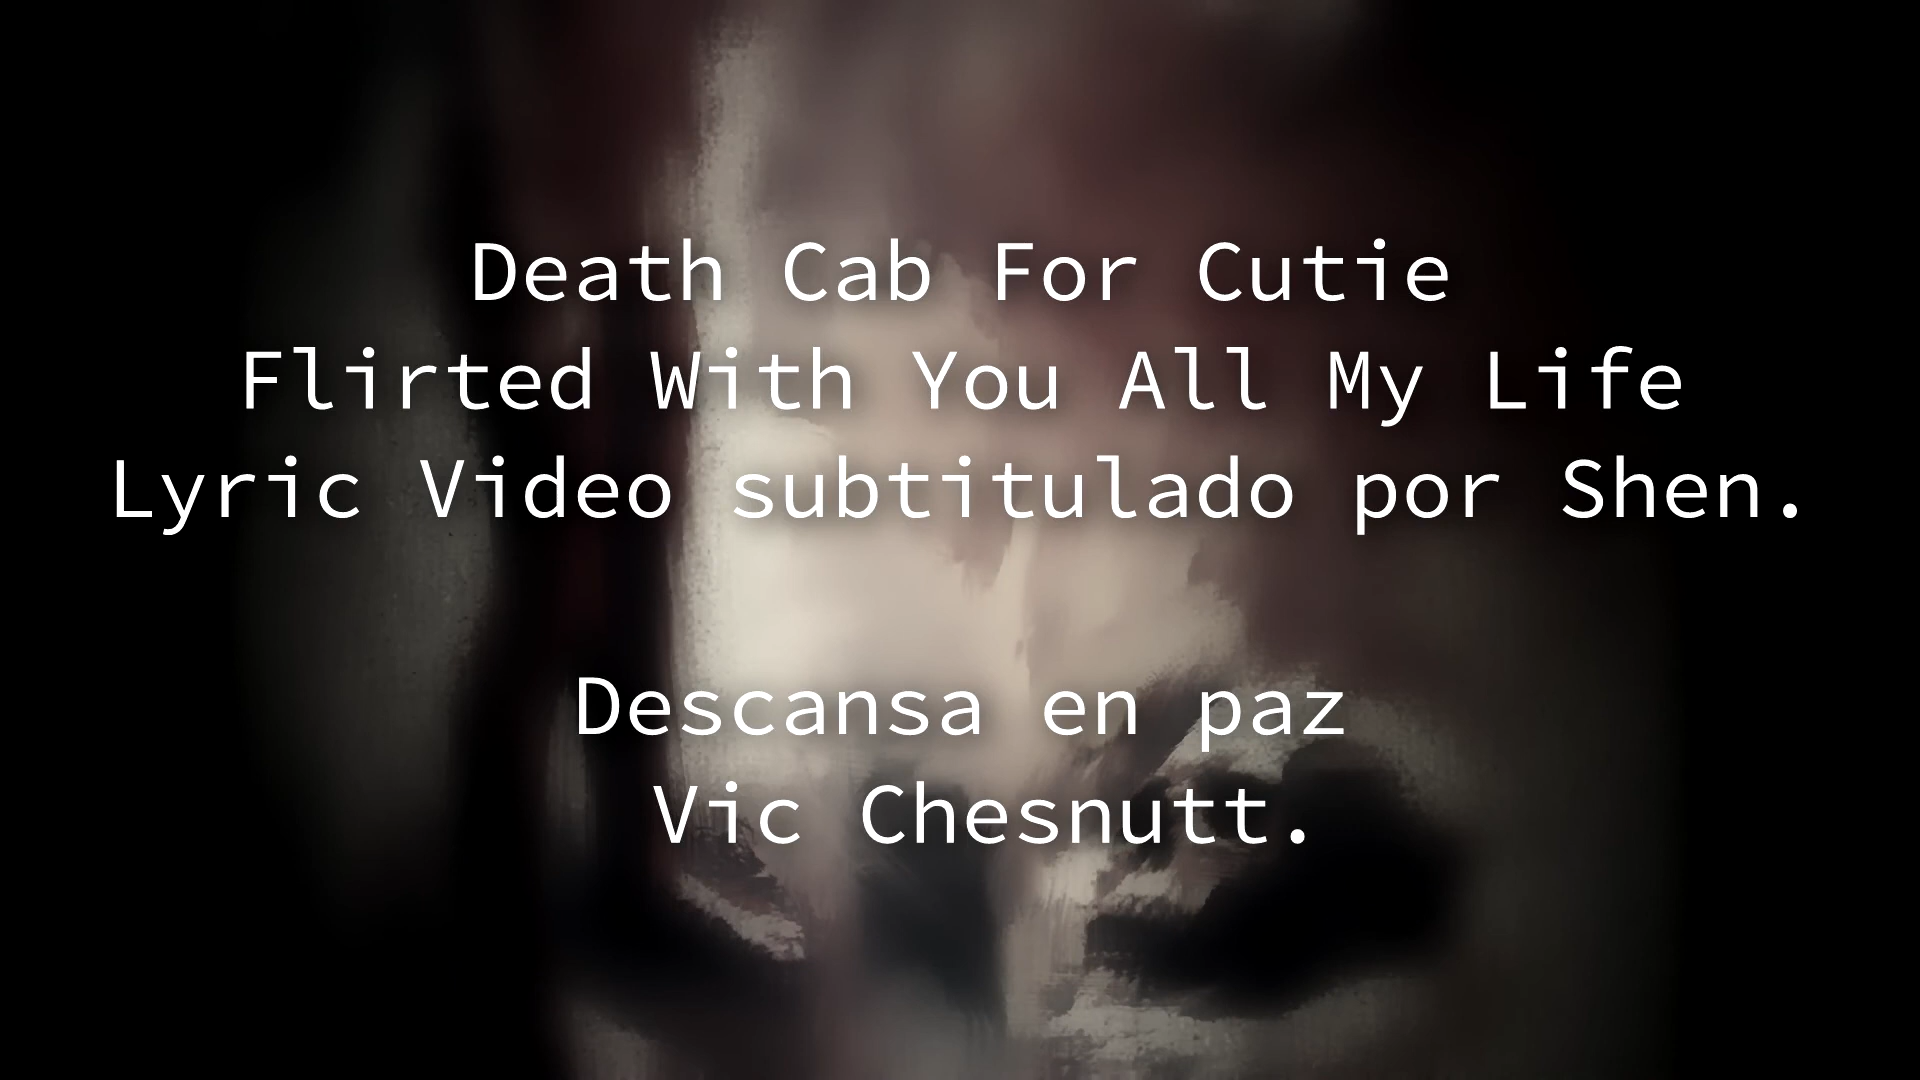 Death Cab For Cutie
Flirted With You All My Life
Lyric Video subtitulado por Shen.
Descansa en paz
Vic Chesnutt.